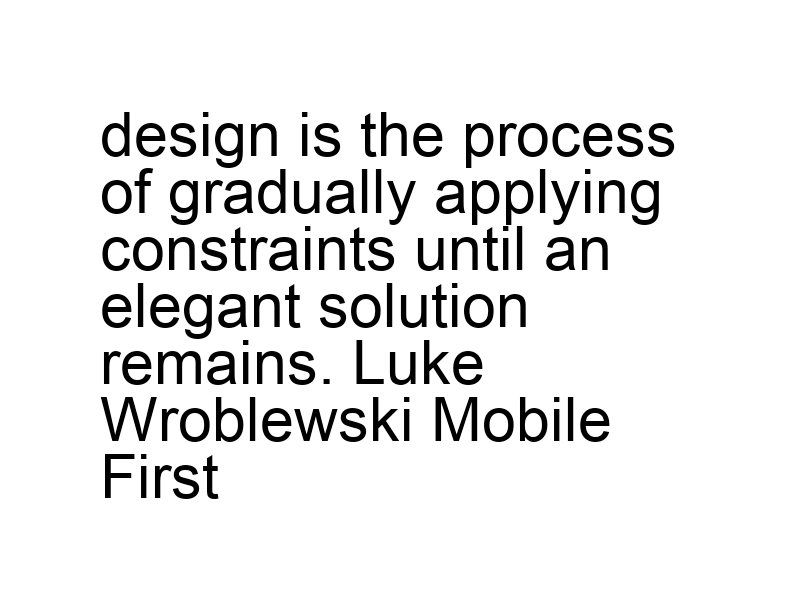 design is the process
of gradually applying
constraints until an
elegant solution
remains. Luke
Wroblewski Mobile
First